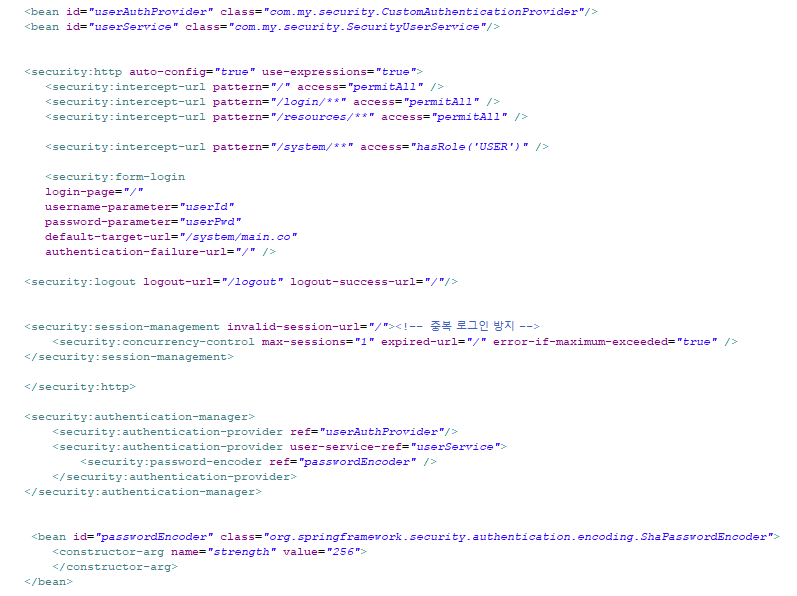 <bean id="userAuthProvider" class="com.my.security.CustomAuthenticationProvider"/>
<bean id="userService" class="com.my.security.SecurityUserService"/>
<security:http auto-config="true" use-expressions="true">
<security:intercept-url pattern="/" access="permitAll" />
<security:intercept-url pattern="/login/**" access="permitAll" />
<security:intercept-url pattern="/resources/**" access="permitAll" />
<security:intercept-url pattern="/system/**" access="hasRole('USER')" />
<security:form-login
login-page="/"
username-parameter="userId"
password-parameter="userPwd"
default-target-url="/system/main.co"
authentication-failure-url="/" />
<security:logout logout-url="/logout" logout-success-url="/"/>
<security:session-management invalid-session-url="/"><!-- 중복 로그인 방지 -->
<security:concurrency-control max-sessions="1" expired-url="/" error-if-maximum-exceeded="true" />
</security:session-management>
</security:http>
<security:authentication-manager>
<security:authentication-provider ref="userAuthProvider"/>
<security:authentication-provider user-service-ref="userService">
<security:password-encoder ref="passwordEncoder" />
</security:authentication-provider>
</security:authentication-manager>
<bean id="passwordEncoder" class="org.springframework.security.authentication.encoding.ShaPasswordEncoder">
<constructor-arg name="strength" value="256">
</constructor-arg>
</bean>